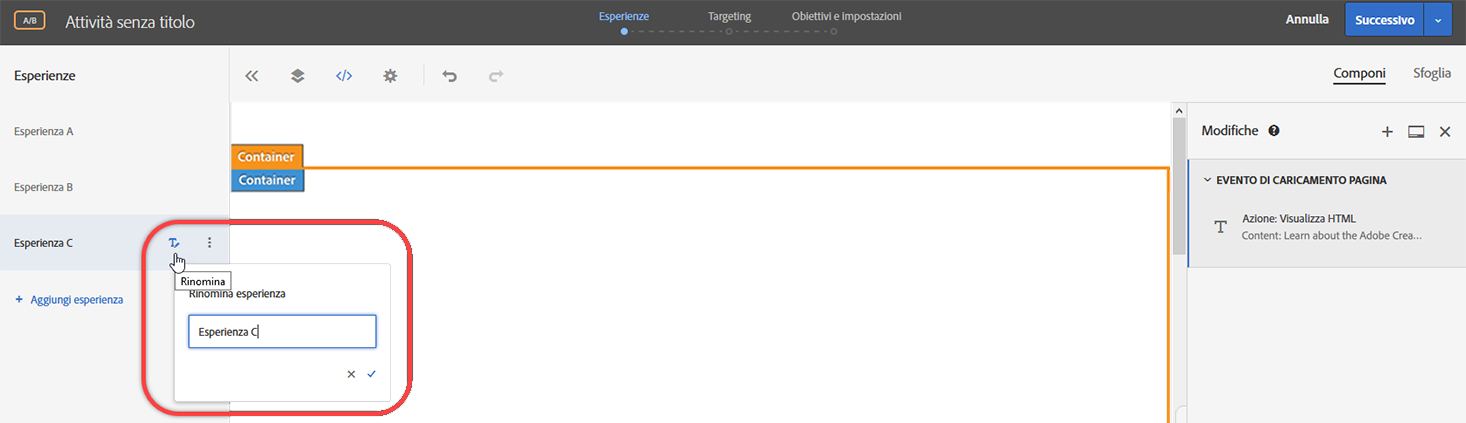 A/B
Attività senza titolo
Esperienze
Targeting
Obiettivi e impostazioni
Annulla
Successivo
Esperienze
Componi
Sfoglia
Esperienza A
Esperienza B
Esperienza C
Aggiungi esperienza
Container
Container
Rinomina
Rinomina esperienza
Esperienza C
Modifiche
EVENTO DI CARICAMENTO PAGINA
Azione: Visualizza HTML
Content: Learn about the Adobe Crea...